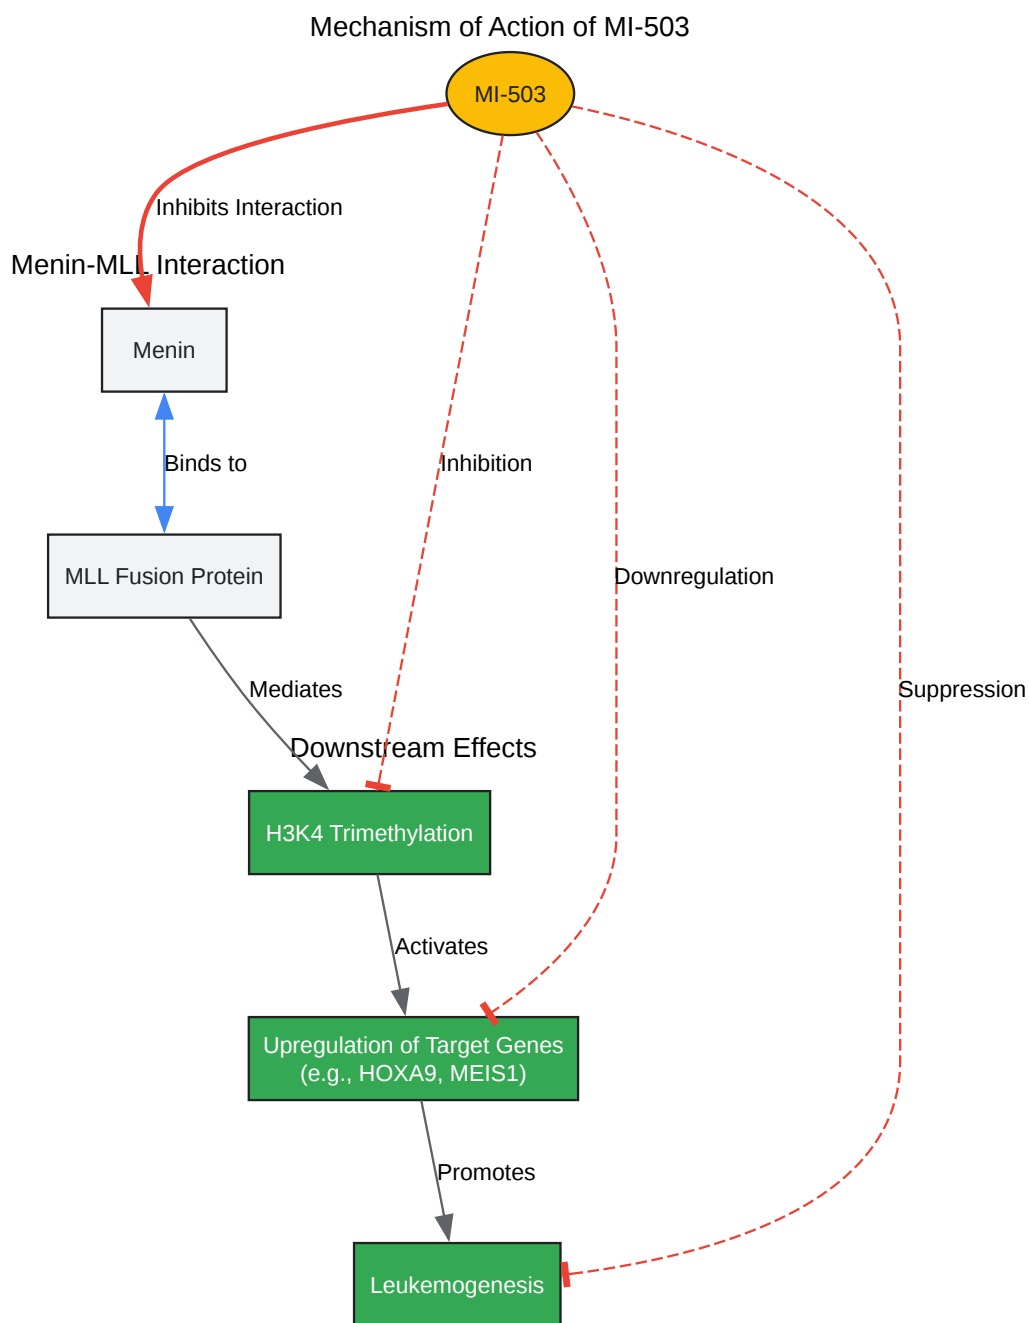 Mechanism of Action of MI-503
MI-503
Inhibits Interaction
Menin-MLL Interaction
Menin
Binds to
Inhibition
MLL Fusion Protein
Downregulation
Mediates
Suppression
Downstream Effects
H3K4 Trimethylation
Activates
Upregulation of Target Genes
(e.g., HOXA9, MEIS1)
Promotes
Leukemogenesis